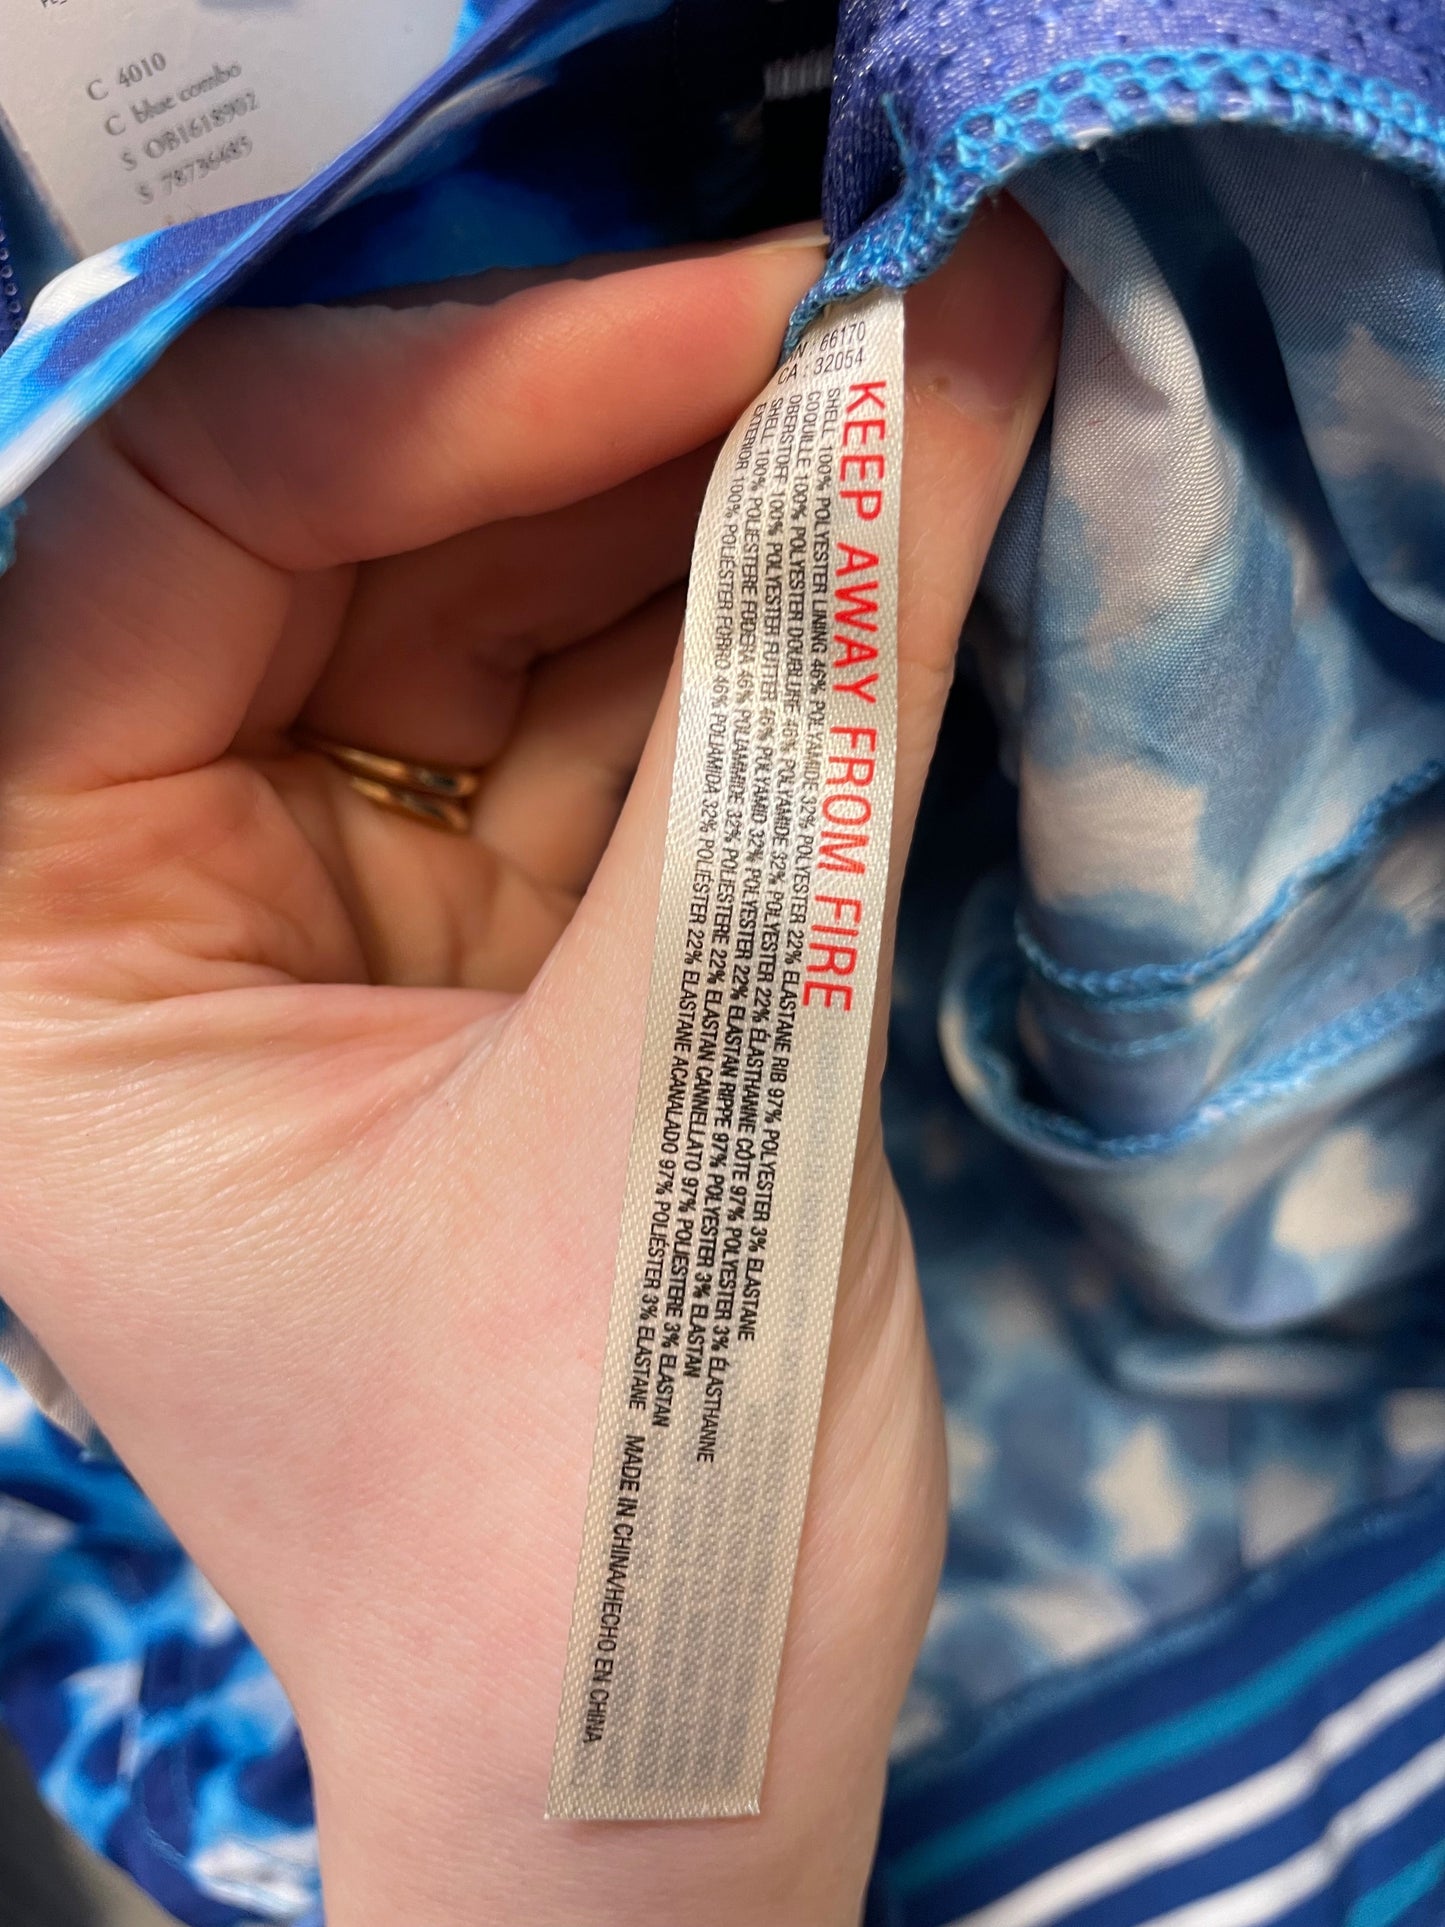 C 4010
C blue combo
S OB1618902
S 78736485
66170
CA : 32054
KEEP AWAY FROM FIRE
SHELL 100% POLYESTER LINING 46% POLYAMIDE 32% POLYESTER 22% ELASTANE RIB 97% POLYESTER 3% ELASTANE
COQUILLE 100% POLYESTER DOUBLURE 46% POLYAMIDE 32% POLYESTER 22% ÉLASTHANNE CÔTE 97% POLYESTER 3% ÉLASTHANNE
OBERSTOFF 100% POLYESTER FUTTER 46% POLYAMID 32% POLYESTER 22% ELASTAN RIPPE 97% POLYESTER 3% ELASTAN
SHELL 100% POLIESTERE FODERA 46% POLIAMMIDE 32% POLIESTERE 22% ELASTAN CANNELLATO 97% POLIESTERE 3% ELASTAN
EXTERIOR 100% POLIÉSTER FORRO 46% POLIAMIDA 32% POLIÉSTER 22% ELASTANE ACANALADO 97% POLIÉSTER 3% ELASTANE
MADE IN CHINA/HECHO EN CHINA